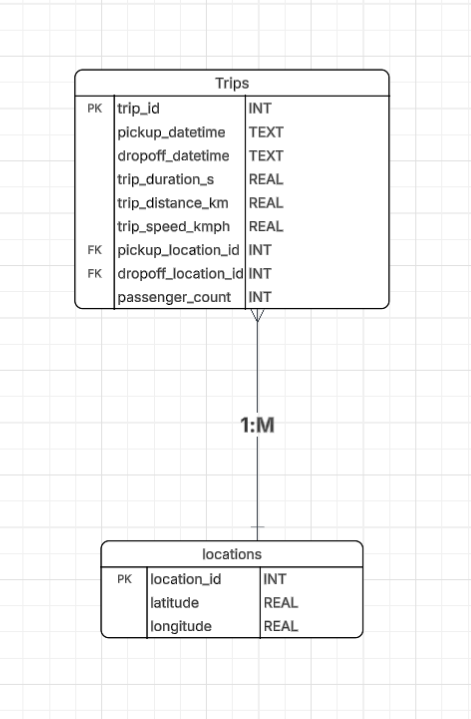 Trips
PK trip_id INT
pickup_datetime TEXT
dropoff_datetime TEXT
trip_duration_s REAL
trip_distance_km REAL
trip_speed_kmph REAL
FK pickup_location_id INT
FK dropoff_location_id INT
passenger_count INT
1:M
locations
PK location_id INT
latitude REAL
longitude REAL